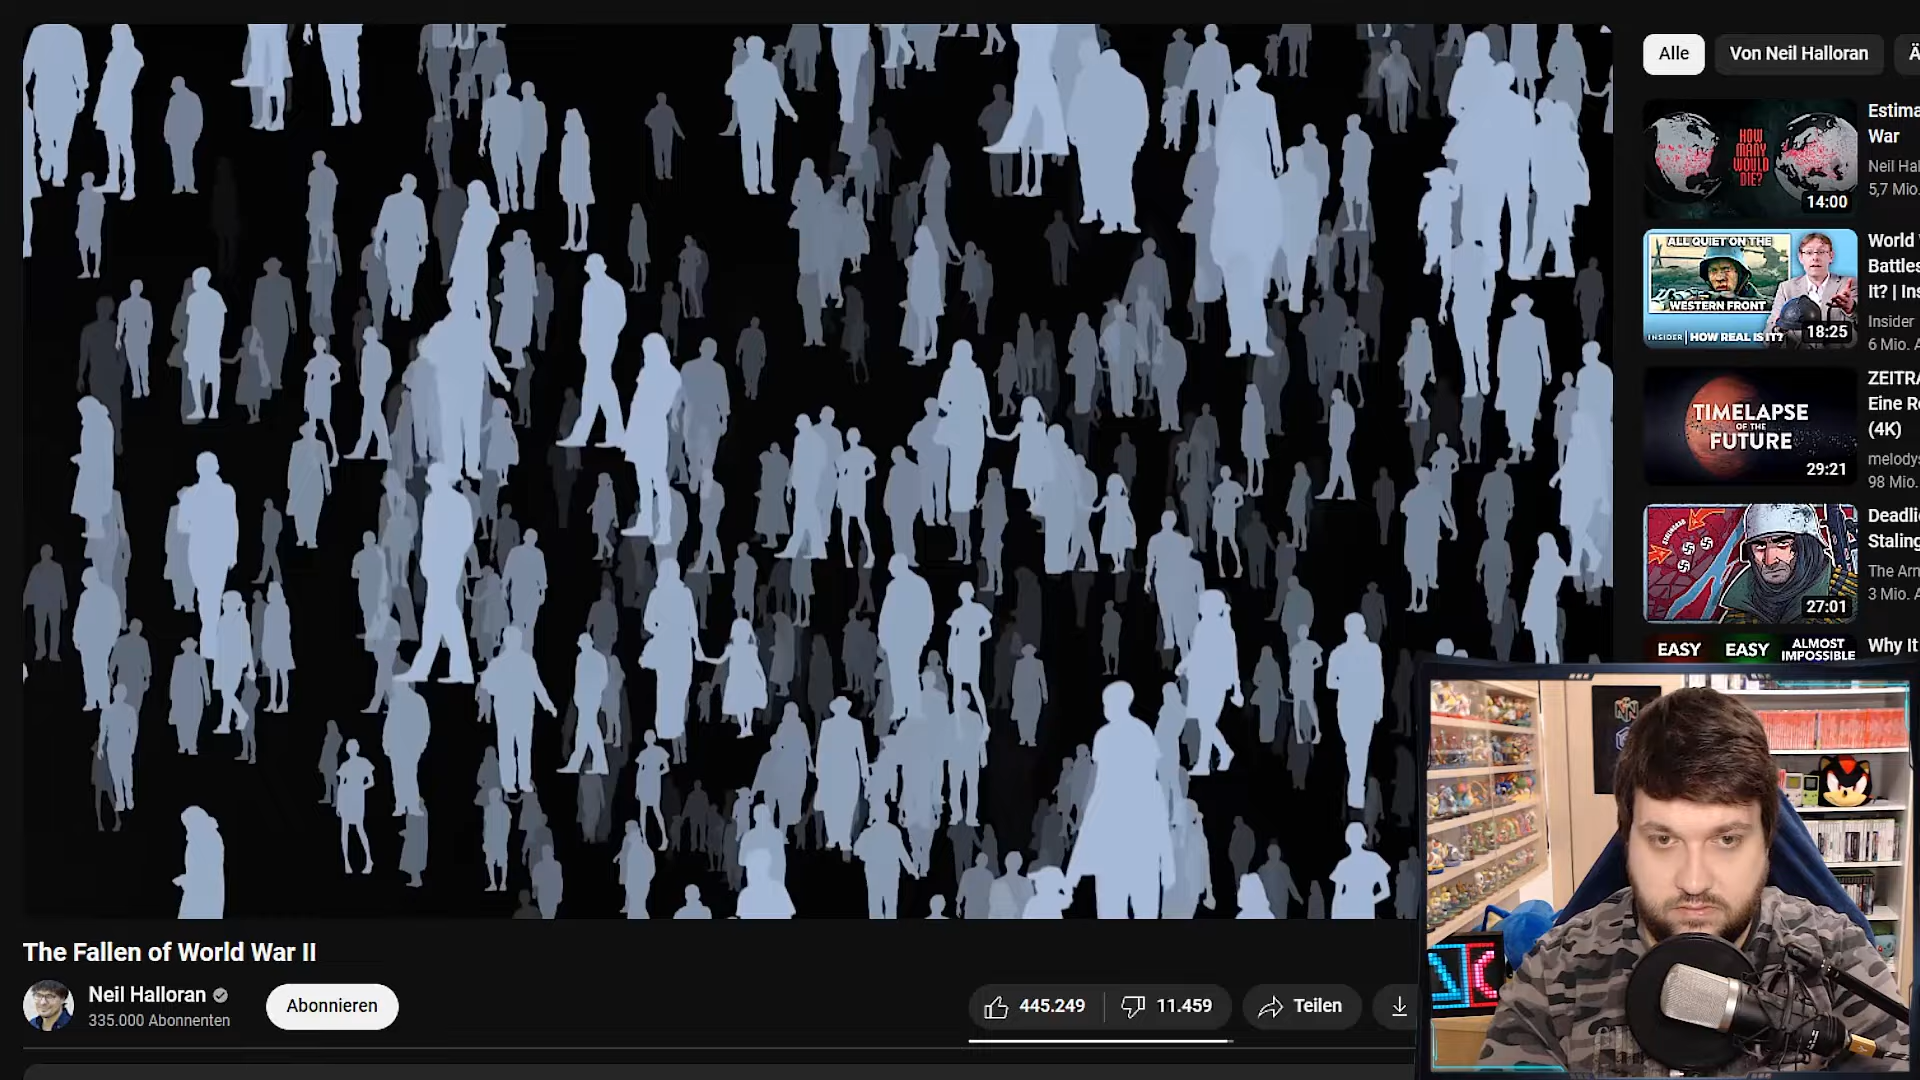 Alle
Von Neil Halloran
Ä
HOW
MANY
WOULD
DIE?
14:00
Estima
War
Neil Hal
5,7 Mio.
ALL QUIET ON THE
WESTERN FRONT
INSIDER | HOW REAL IS IT?
18:25
World
Battles
It? | Ins
Insider
6 Mio. A
TIMELAPSE
OF THE
FUTURE
29:21
ZEITRA
Eine Re
(4K)
melodys
98 Mio.
27:01
Deadlie
Staling
The Arm
3 Mio. A
EASY
EASY
ALMOST
IMPOSSIBLE
Why It
The Fallen of World War II
Neil Halloran
335.000 Abonnenten
Abonnieren
445.249
11.459
Teilen